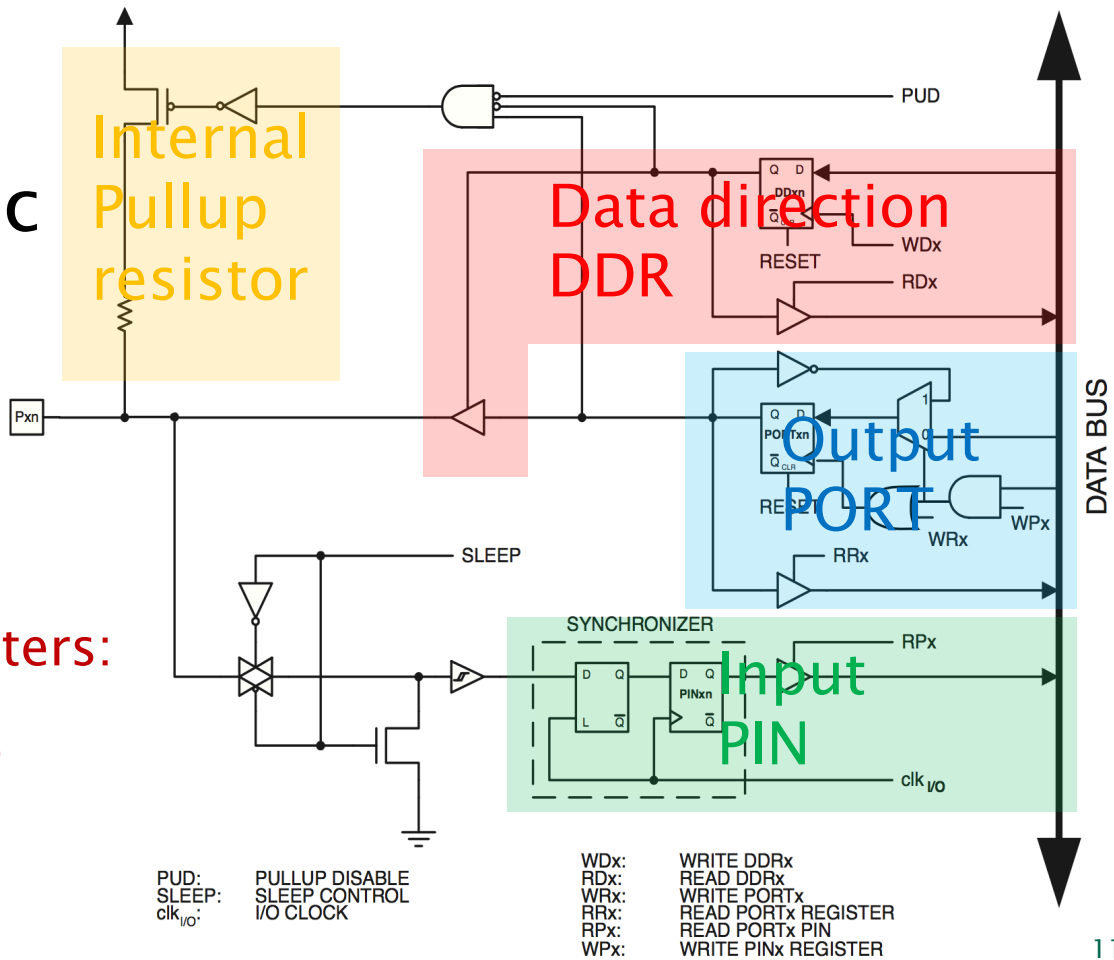 PUD
Internal
Pullup
resistor
C
Q D
DDxn
Q CLR
RESET
WDx
RDx
Data direction
DDR
Pxn
Q D
PORTxn
Q CLR
RESET
1
0
Output
PORT
WPx
WRx
RRx
DATA BUS
SLEEP
ters:
SYNCHRONIZER
RPx
D Q
L Q
D Q
PINxn
Q
Input
PIN
clk I/O
PUD: PULLUP DISABLE
SLEEP: SLEEP CONTROL
clk I/O: I/O CLOCK
WDx: WRITE DDRx
RDx: READ DDRx
WRx: WRITE PORTx
RRx: READ PORTx REGISTER
RPx: READ PORTx PIN
WPx: WRITE PINx REGISTER
11